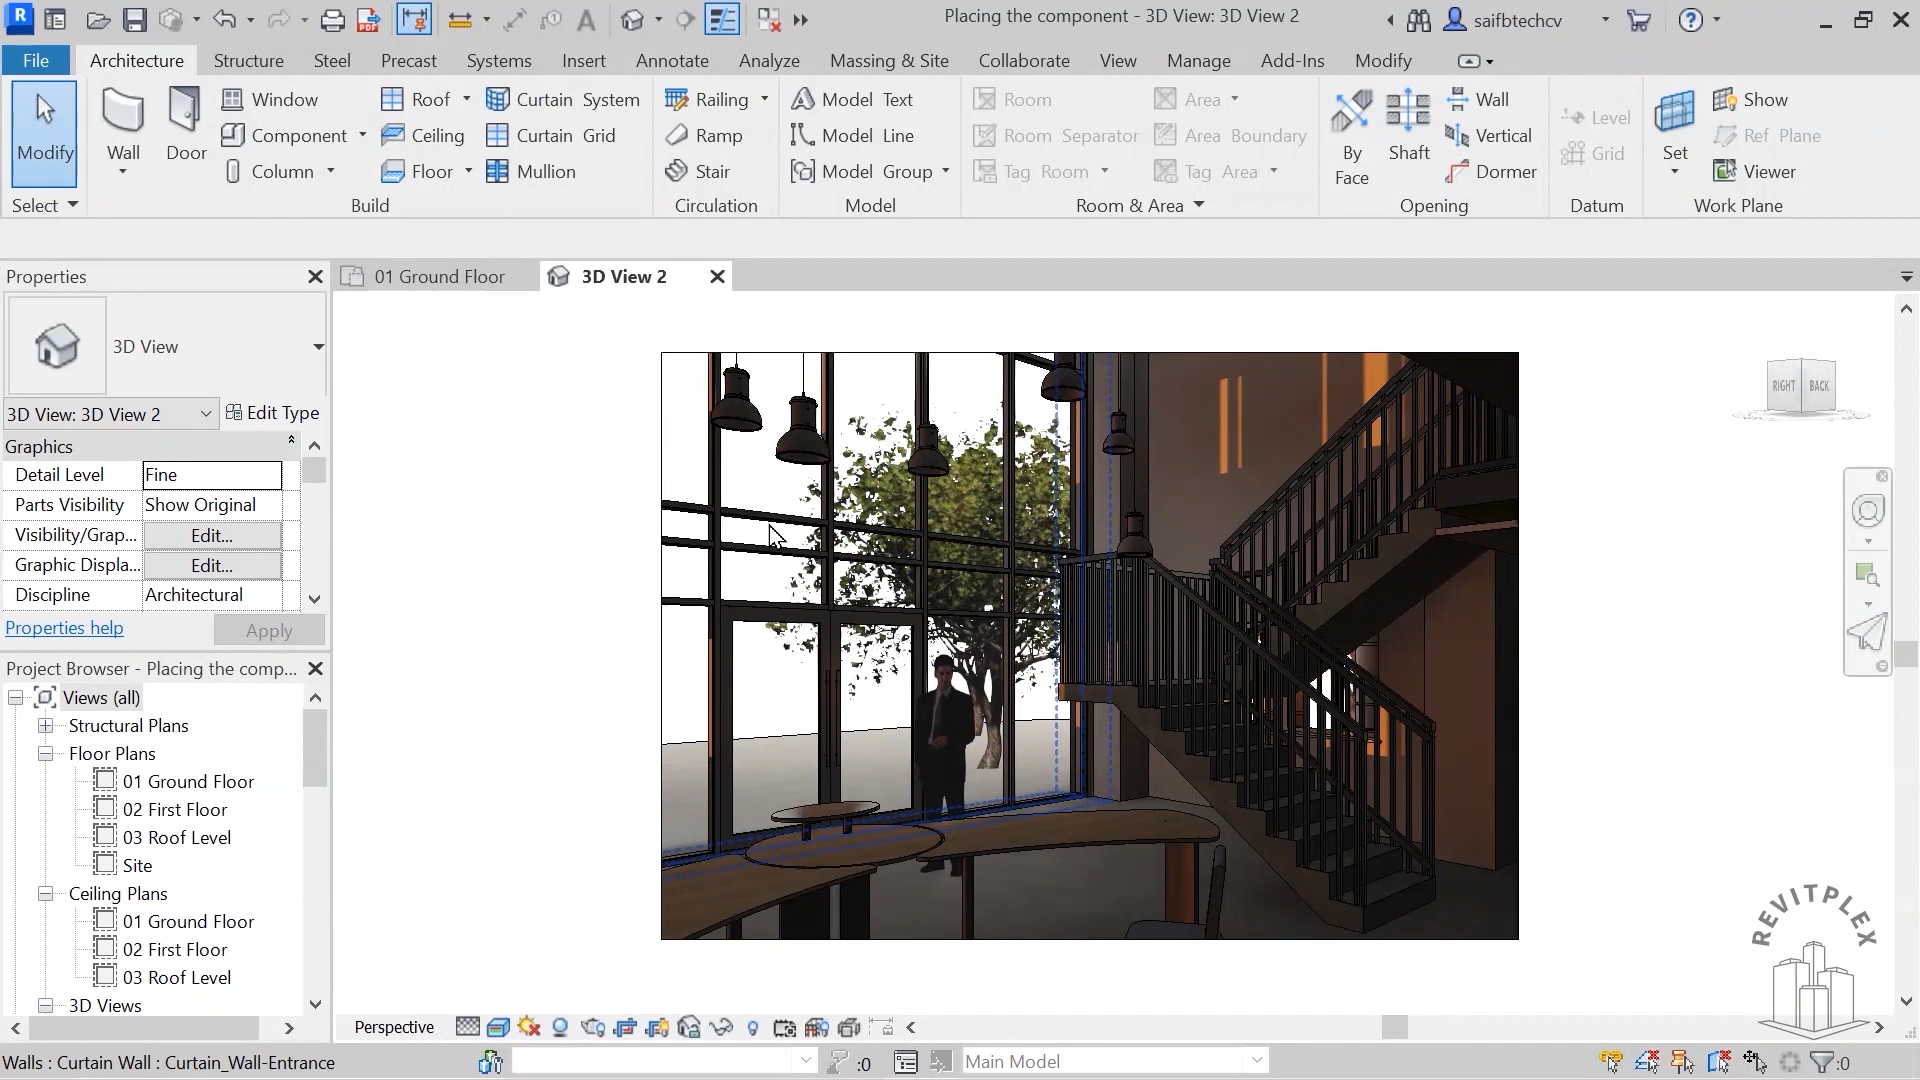 Placing the component - 3D View: 3D View 2
saifbtechcv
File
Architecture
Structure
Steel
Precast
Systems
Insert
Annotate
Analyze
Massing & Site
Collaborate
View
Manage
Add-Ins
Modify
Modify
Wall
Door
Window
Component
Column
Roof
Ceiling
Floor
Curtain System
Curtain Grid
Mullion
Railing
Ramp
Stair
Model Text
Model Line
Model Group
Room
Room Separator
Tag Room
Area
Area Boundary
Tag Area
By Face
Shaft
Wall
Vertical
Dormer
Level
Grid
Set
Show
Ref Plane
Viewer
Select
Build
Circulation
Model
Room & Area
Opening
Datum
Work Plane
Properties
01 Ground Floor
3D View 2
3D View
3D View: 3D View 2
Edit Type
Graphics
Detail Level Fine
Parts Visibility Show Original
Visibility/Grap... Edit...
Graphic Displa... Edit...
Discipline Architectural
Properties help
Apply
Project Browser - Placing the comp...
Views (all)
Structural Plans
Floor Plans
01 Ground Floor
02 First Floor
03 Roof Level
Site
Ceiling Plans
01 Ground Floor
02 First Floor
03 Roof Level
3D Views
RIGHT
BACK
REVITPLEX
Perspective
Walls : Curtain Wall : Curtain_Wall-Entrance
:0
Main Model
:0